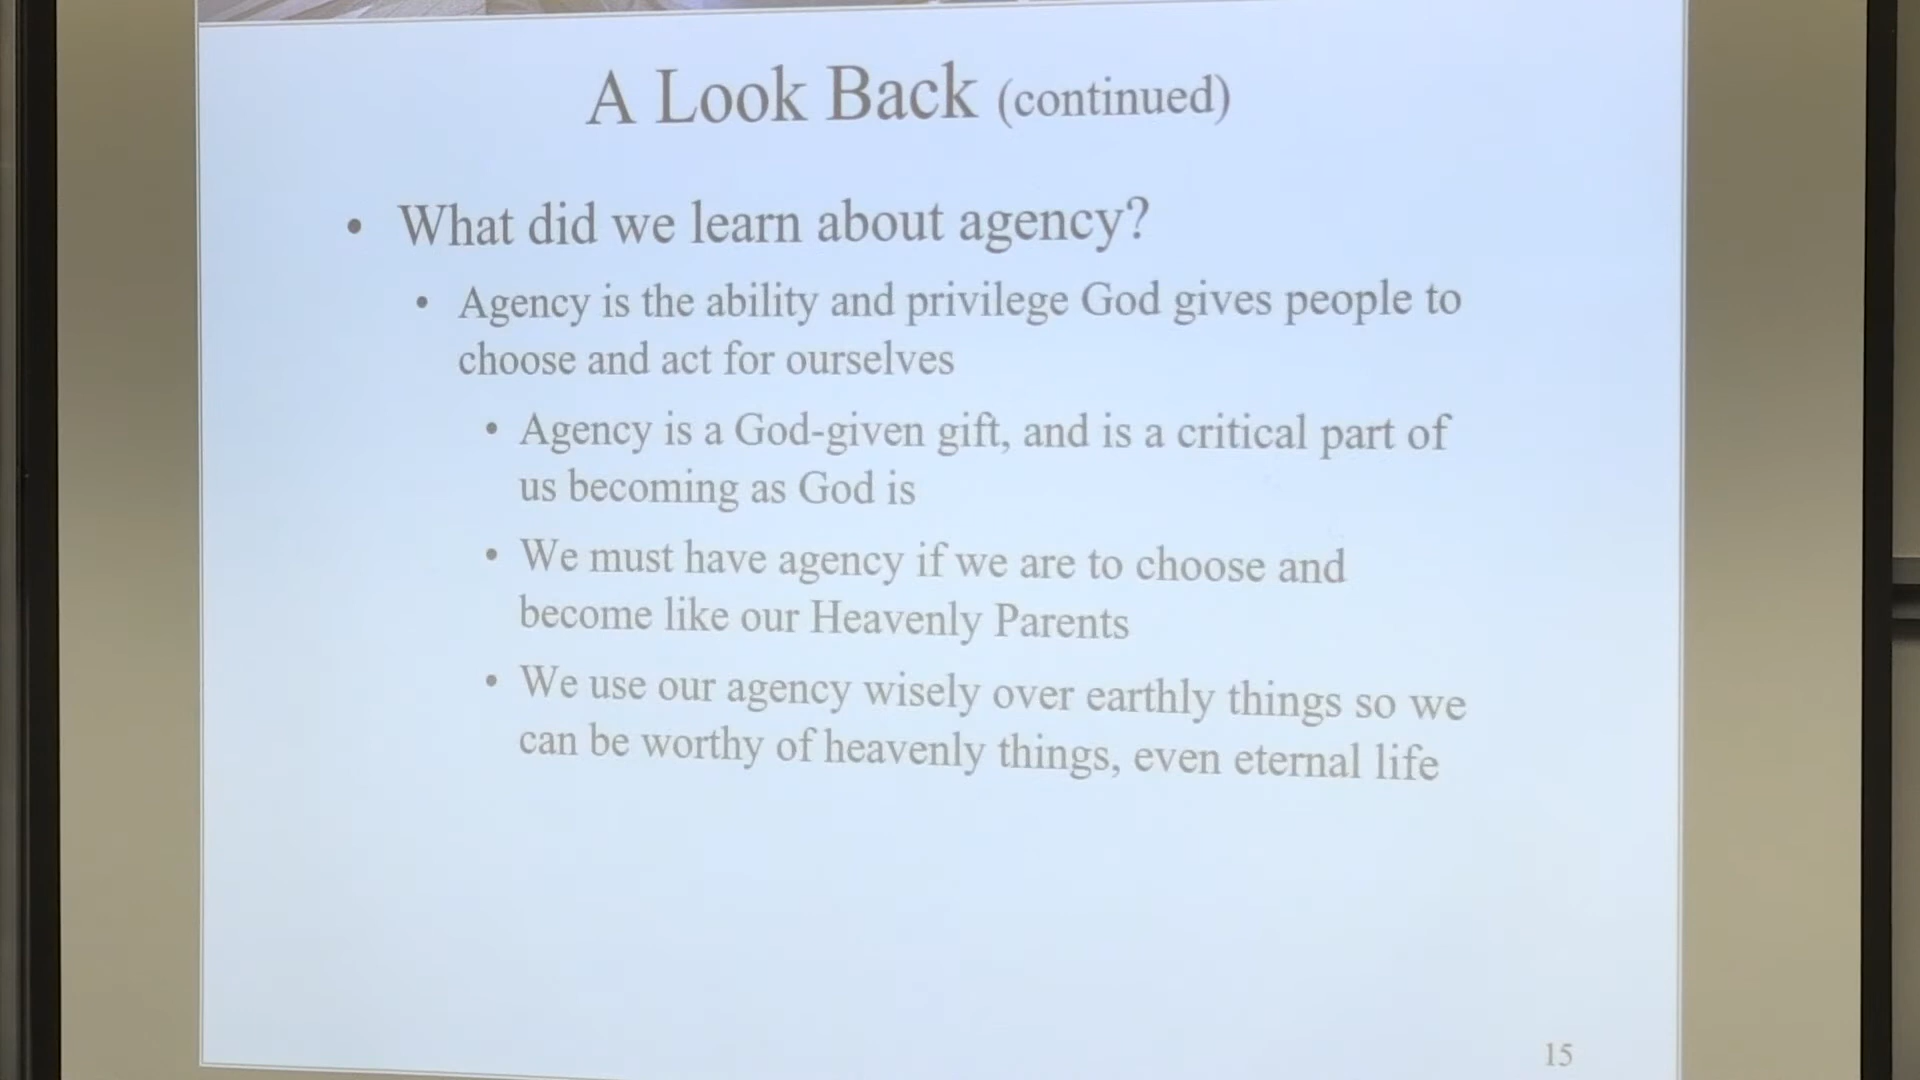 A Look Back (continued)
• What did we learn about agency?
• Agency is the ability and privilege God gives people to
choose and act for ourselves
• Agency is a God-given gift, and is a critical part of
us becoming as God is
• We must have agency if we are to choose and
become like our Heavenly Parents
• We use our agency wisely over earthly things so we
can be worthy of heavenly things, even eternal life
15